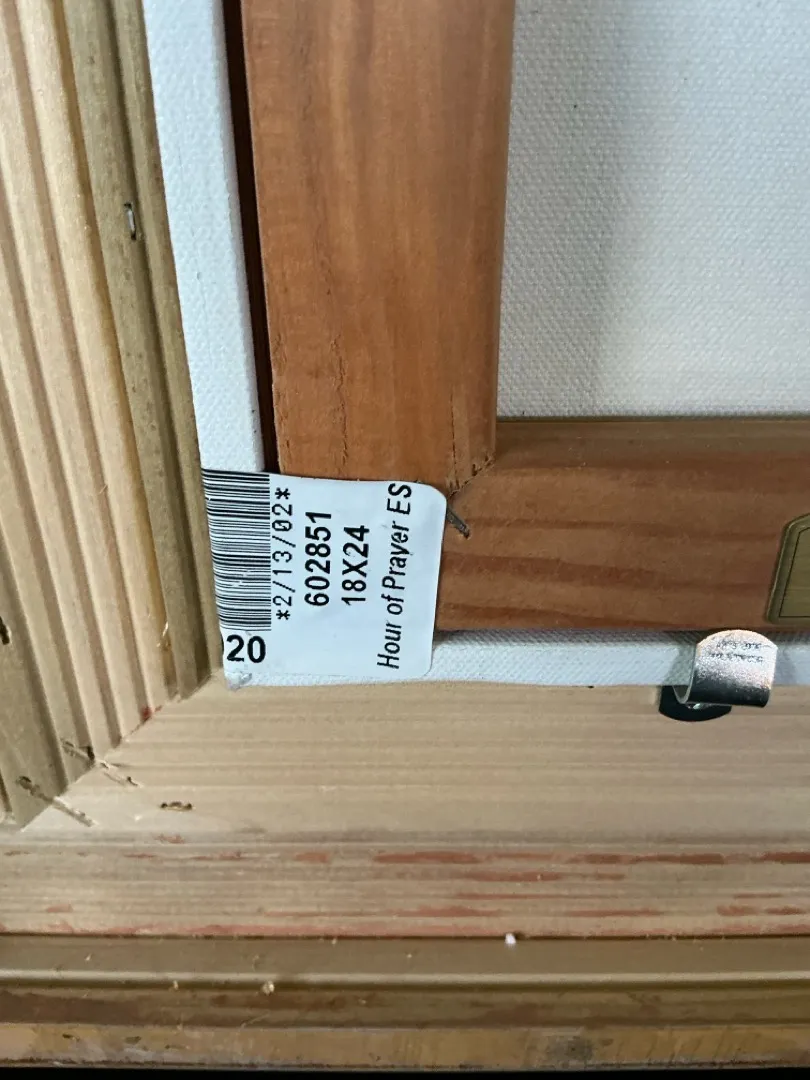 *2/13/02*
602851
18X24
Hour of Prayer ES
20